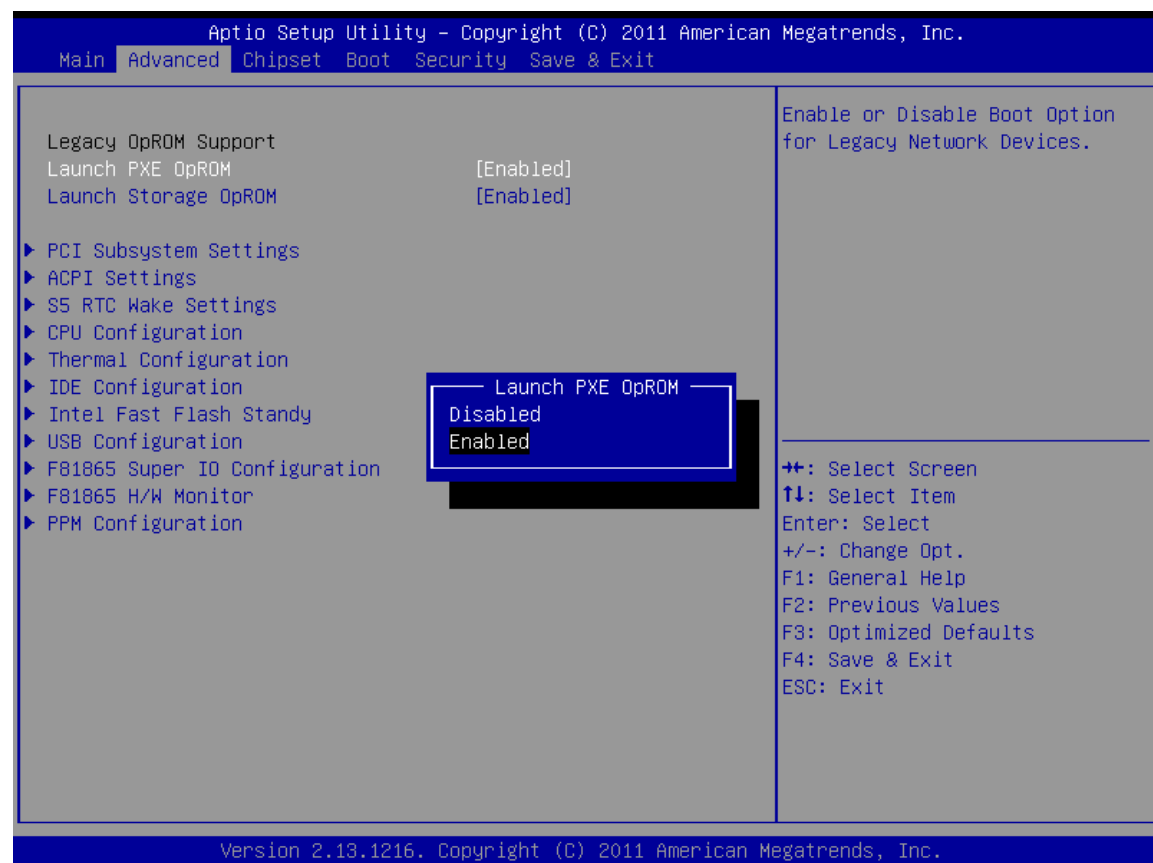 Aptio Setup Utility – Copyright (C) 2011 American Megatrends, Inc.
Main Advanced Chipset Boot Security Save & Exit
Legacy OpROM Support
Launch PXE OpROM [Enabled]
Launch Storage OpROM [Enabled]
PCI Subsystem Settings
ACPI Settings
S5 RTC Wake Settings
CPU Configuration
Thermal Configuration
IDE Configuration
Intel Fast Flash Standy
USB Configuration
F81865 Super IO Configuration
F81865 H/W Monitor
PPM Configuration
Launch PXE OpROM
Disabled
Enabled
Enable or Disable Boot Option
for Legacy Network Devices.
→←: Select Screen
↑↓: Select Item
Enter: Select
+/-: Change Opt.
F1: General Help
F2: Previous Values
F3: Optimized Defaults
F4: Save & Exit
ESC: Exit
Version 2.13.1216. Copyright (C) 2011 American Megatrends, Inc.